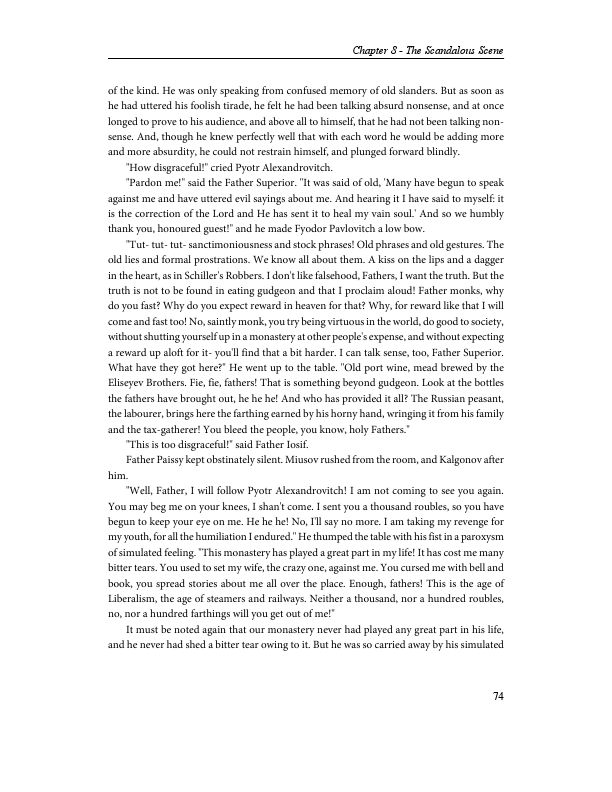 Chapter 8 - The Scandalous Scene
of the kind. He was only speaking from confused memory of old slanders. But as soon as
he had uttered his foolish tirade, he felt he had been talking absurd nonsense, and at once
longed to prove to his audience, and above all to himself, that he had not been talking non-
sense. And, though he knew perfectly well that with each word he would be adding more
and more absurdity, he could not restrain himself, and plunged forward blindly.
"How disgraceful!" cried Pyotr Alexandrovitch.
"Pardon me!" said the Father Superior. "It was said of old, 'Many have begun to speak
against me and have uttered evil sayings about me. And hearing it I have said to myself: it
is the correction of the Lord and He has sent it to heal my vain soul.' And so we humbly
thank you, honoured guest!" and he made Fyodor Pavlovitch a low bow.
"Tut- tut- tut- sanctimoniousness and stock phrases! Old phrases and old gestures. The
old lies and formal prostrations. We know all about them. A kiss on the lips and a dagger
in the heart, as in Schiller's Robbers. I don't like falsehood, Fathers, I want the truth. But the
truth is not to be found in eating gudgeon and that I proclaim aloud! Father monks, why
do you fast? Why do you expect reward in heaven for that? Why, for reward like that I will
come and fast too! No, saintly monk, you try being virtuous in the world, do good to society,
without shutting yourself up in a monastery at other people's expense, and without expecting
a reward up aloft for it- you'll find that a bit harder. I can talk sense, too, Father Superior.
What have they got here?" He went up to the table. "Old port wine, mead brewed by the
Eliseyev Brothers. Fie, fie, fathers! That is something beyond gudgeon. Look at the bottles
the fathers have brought out, he he he! And who has provided it all? The Russian peasant,
the labourer, brings here the farthing earned by his horny hand, wringing it from his family
and the tax-gatherer! You bleed the people, you know, holy Fathers."
"This is too disgraceful!" said Father Iosif.
Father Paissy kept obstinately silent. Miusov rushed from the room, and Kalgonov after
him.
"Well, Father, I will follow Pyotr Alexandrovitch! I am not coming to see you again.
You may beg me on your knees, I shan't come. I sent you a thousand roubles, so you have
begun to keep your eye on me. He he he! No, I'll say no more. I am taking my revenge for
my youth, for all the humiliation I endured." He thumped the table with his fist in a paroxysm
of simulated feeling. "This monastery has played a great part in my life! It has cost me many
bitter tears. You used to set my wife, the crazy one, against me. You cursed me with bell and
book, you spread stories about me all over the place. Enough, fathers! This is the age of
Liberalism, the age of steamers and railways. Neither a thousand, nor a hundred roubles,
no, nor a hundred farthings will you get out of me!"
It must be noted again that our monastery never had played any great part in his life,
and he never had shed a bitter tear owing to it. But he was so carried away by his simulated
74